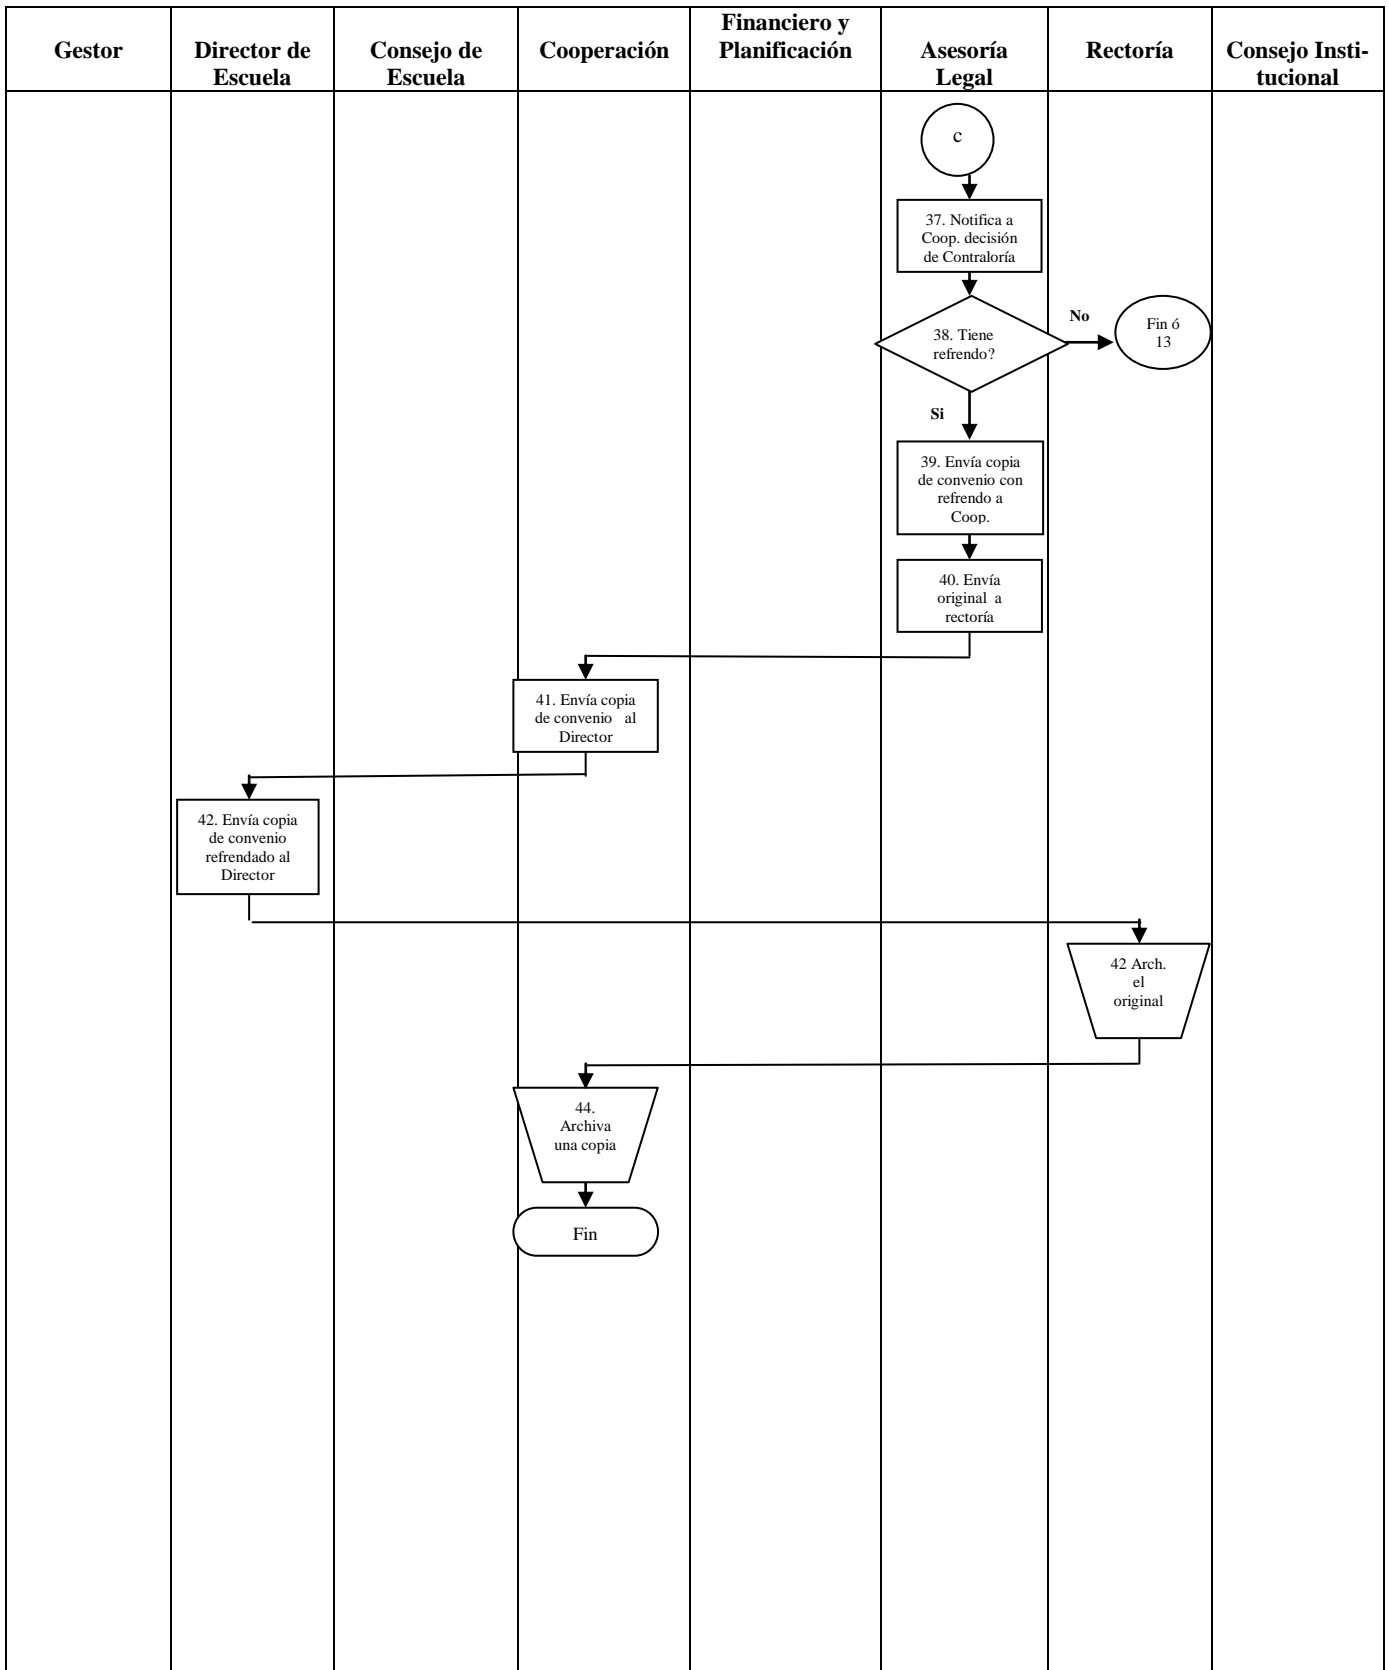 Gestor
Director de
Escuela
Consejo de
Escuela
Cooperación
Financiero y
Planificación
Asesoría
Legal
Rectoría
Consejo Insti-
tucional
c
37. Notifica a
Coop. decisión
de Contraloría
38. Tiene
refrendo?
No
Fin ó
13
Si
39. Envía copia
de convenio con
refrendo a
Coop.
40. Envía
original a
rectoría
41. Envía copia
de convenio al
Director
42. Envía copia
de convenio
refrendado al
Director
42 Arch.
el
original
44.
Archiva
una copia
Fin